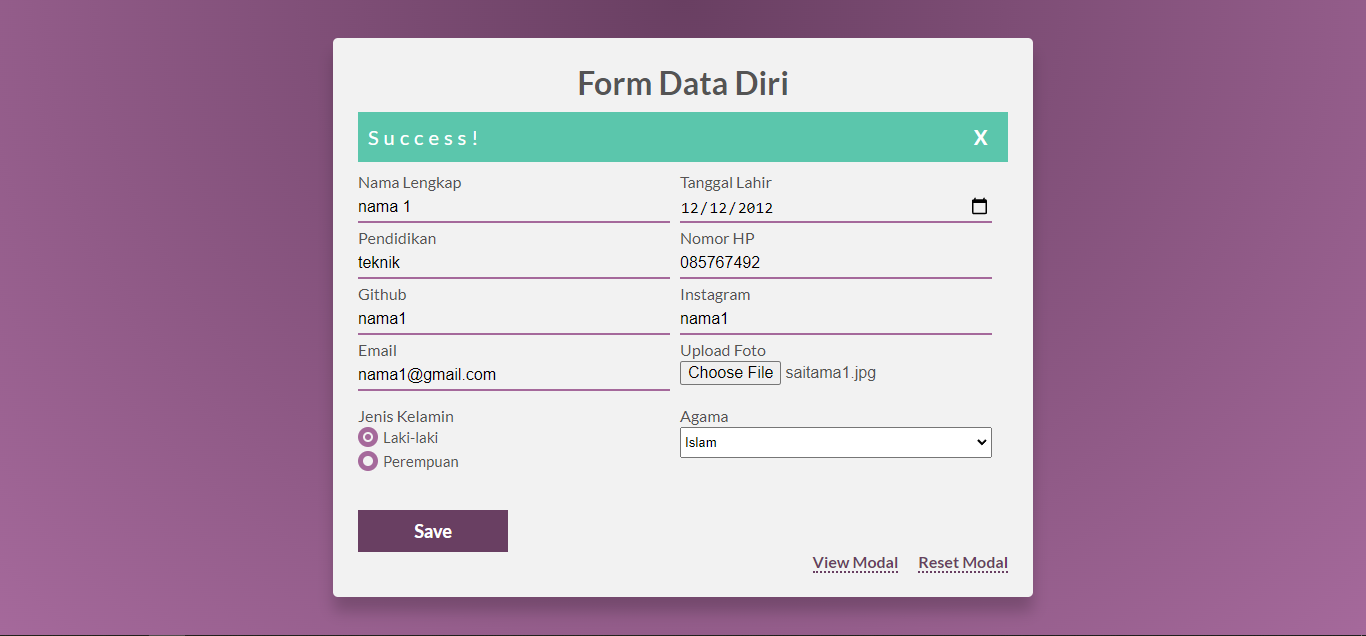 Form Data Diri
Success! X
Nama Lengkap Tanggal Lahir
nama 1 12/12/2012
Pendidikan Nomor HP
teknik 085767492
Github Instagram
nama1 nama1
Email Upload Foto
nama1@gmail.com Choose File saitama1.jpg
Jenis Kelamin Agama
Laki-laki Islam
Perempuan
Save
View Modal Reset Modal